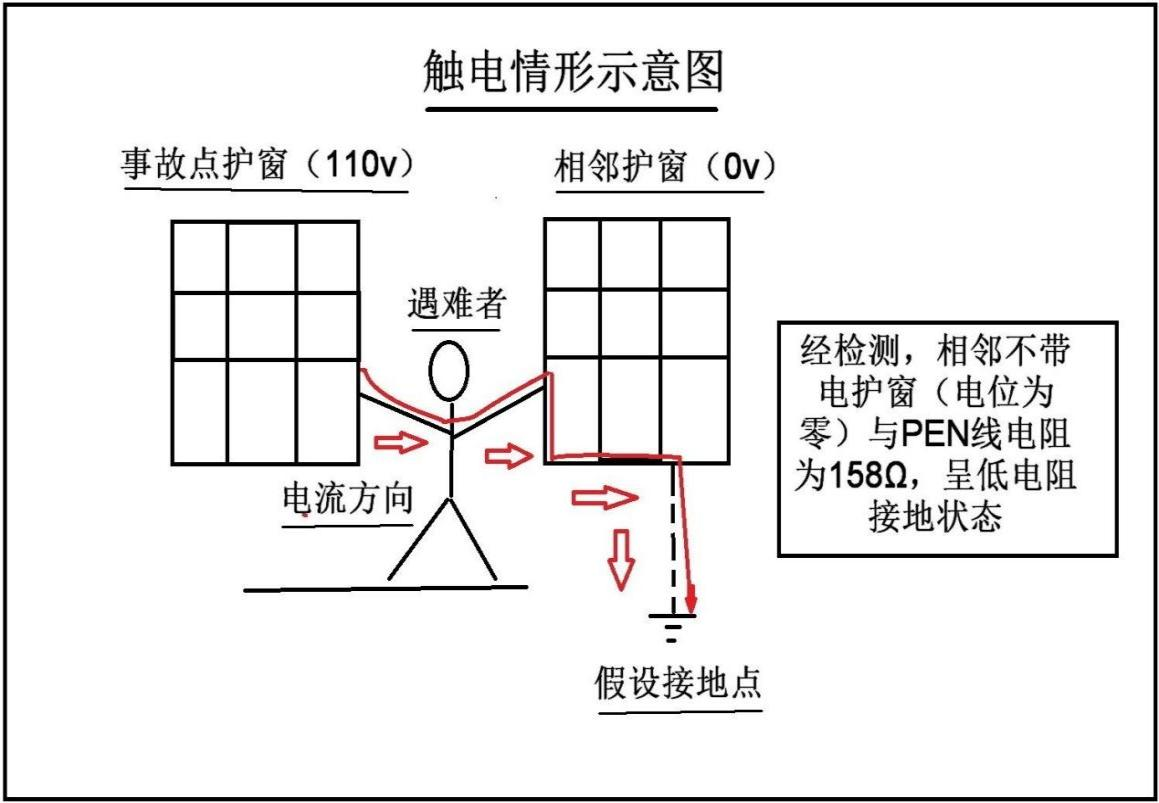 触电情形示意图
事故点护窗（110v）
相邻护窗（0v）
遇难者
经检测，相邻不带
电护窗（电位为
零）与PEN线电阻
为158Ω，呈低电阻
接地状态
电流方向
假设接地点